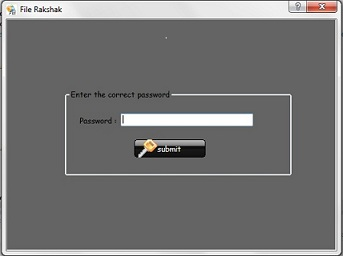 File Rakshak
Enter the correct password
Password :
submit